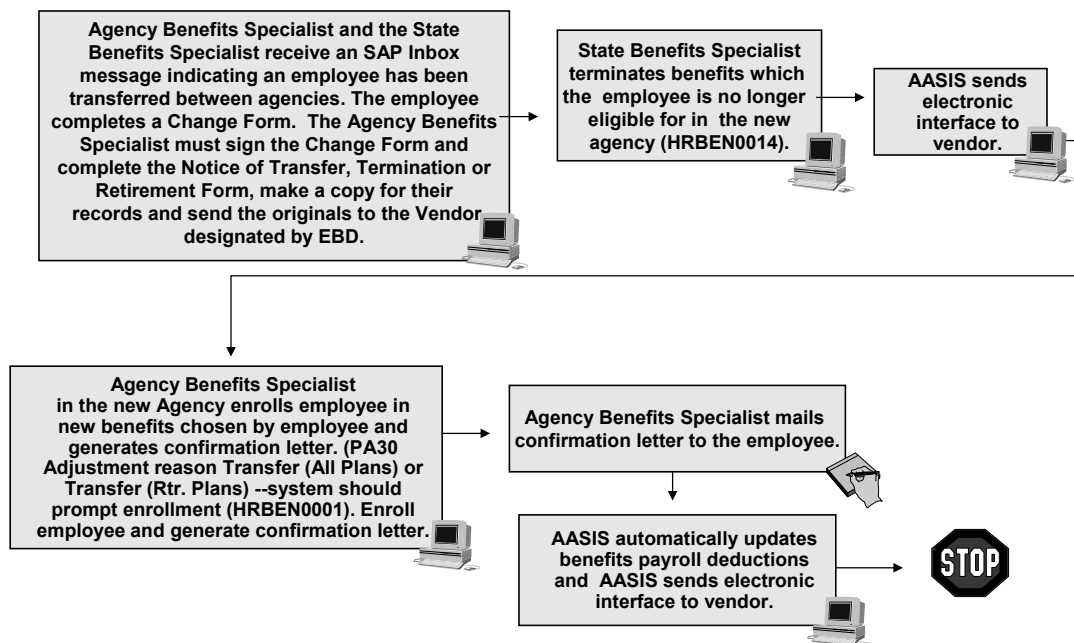 Agency Benefits Specialist and the State
Benefits Specialist receive an SAP Inbox
message indicating an employee has been
transferred between agencies. The employee
completes a Change Form.  The Agency Benefits
Specialist must sign the Change Form and
complete the Notice of Transfer, Termination or
Retirement Form, make a copy for their
records and send the originals to the Vendor
designated by EBD.
State Benefits Specialist
terminates benefits which
the  employee is no longer
eligible for in  the new
agency (HRBEN0014).
AASIS sends
electronic
interface to
vendor.
Agency Benefits Specialist
in the new Agency enrolls employee in
new benefits chosen by employee and
generates confirmation letter. (PA30
Adjustment reason Transfer (All Plans) or
Transfer (Rtr. Plans) --system should
prompt enrollment (HRBEN0001). Enroll
employee and generate confirmation letter.
Agency Benefits Specialist mails
confirmation letter to the employee.
AASIS automatically updates
benefits payroll deductions
and  AASIS sends electronic
interface to vendor.
STOP